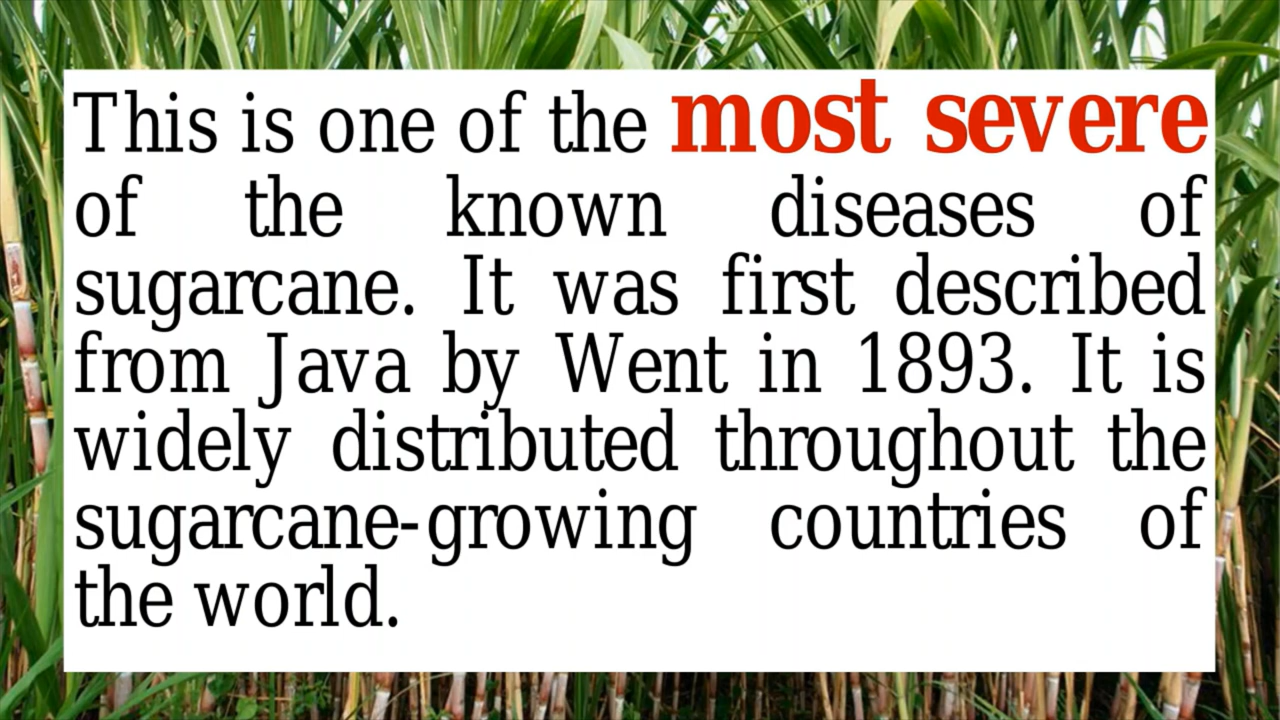 This is one of the most severe
of the known diseases of
sugarcane. It was first described
from Java by Went in 1893. It is
widely distributed throughout the
sugarcane-growing countries of
the world.